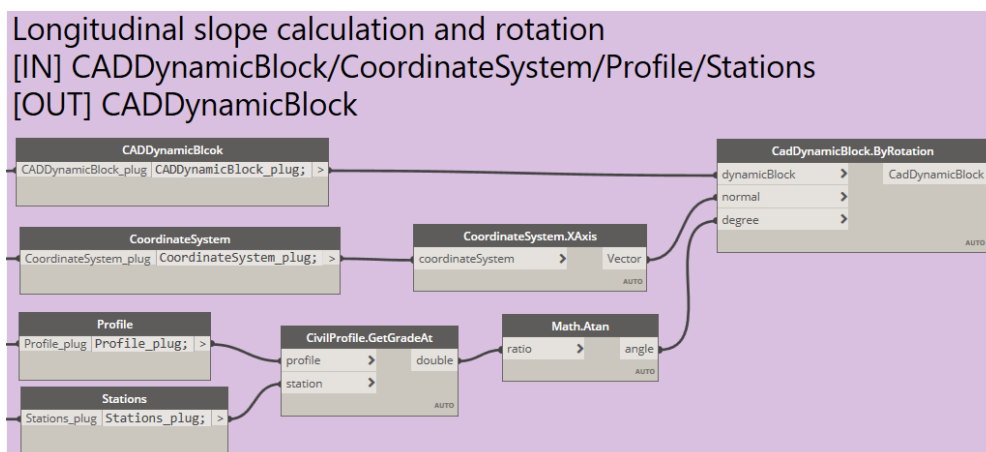 Longitudinal slope calculation and rotation
[IN] CADDynamicBlock/CoordinateSystem/Profile/Stations
[OUT] CADDynamicBlock
CADDynamicBlcok
CADDynamicBlock_plug CADDynamicBlock_plug; >
CadDynamicBlock.ByRotation
dynamicBlock > CadDynamicBlock
normal >
degree >
AUTO
CoordinateSystem
CoordinateSystem_plug CoordinateSystem_plug; >
CoordinateSystem.XAxis
coordinateSystem > Vector
AUTO
Profile
Profile_plug Profile_plug; >
CivilProfile.GetGradeAt
profile > double
station >
AUTO
Math.Atan
ratio > angle
AUTO
Stations
Stations_plug Stations_plug; >